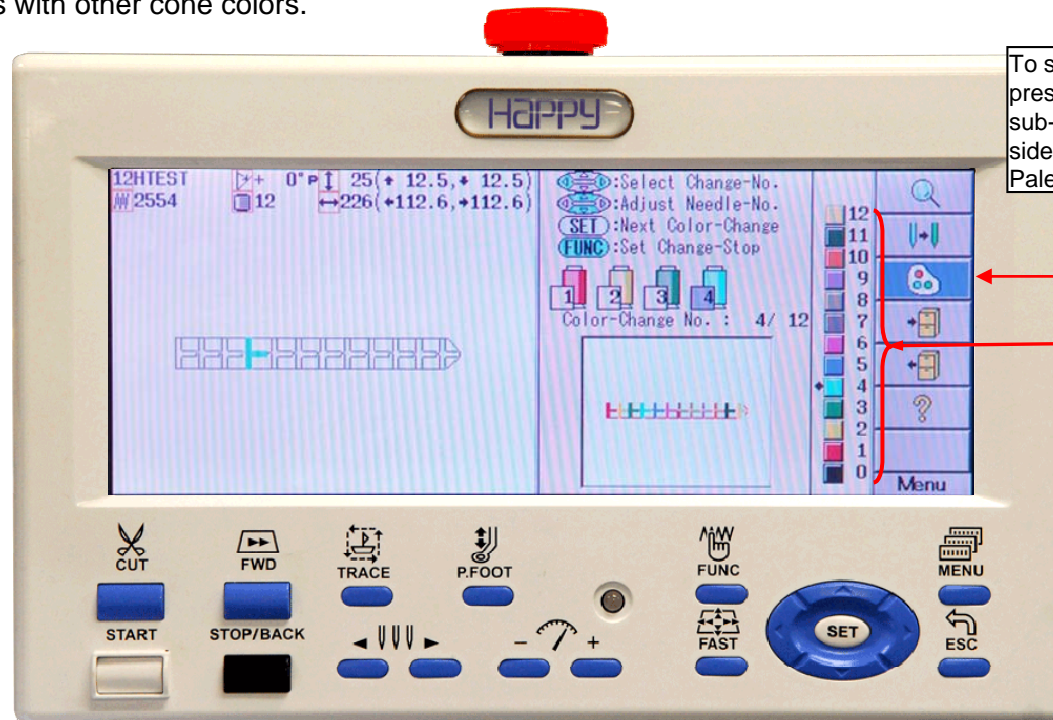 s with other cone colors.
To s
pres
sub-
side
Pale
Happy
12HTEST + 0° P 25(+ 12.5,+ 12.5)
2554 12 ↔226(+112.6,+112.6)
:Select Change-No.
:Adjust Needle-No.
SET :Next Color-Change
FUNC :Set Change-Stop
1 2 3 4
Color-Change No. : 4/ 12
12
11
10
9
8
7
6
5
4
3
2
1
0
?
Menu
CUT
FWD
TRACE
P.FOOT
FUNC
MENU
START
STOP/BACK
- +
FAST
SET
ESC